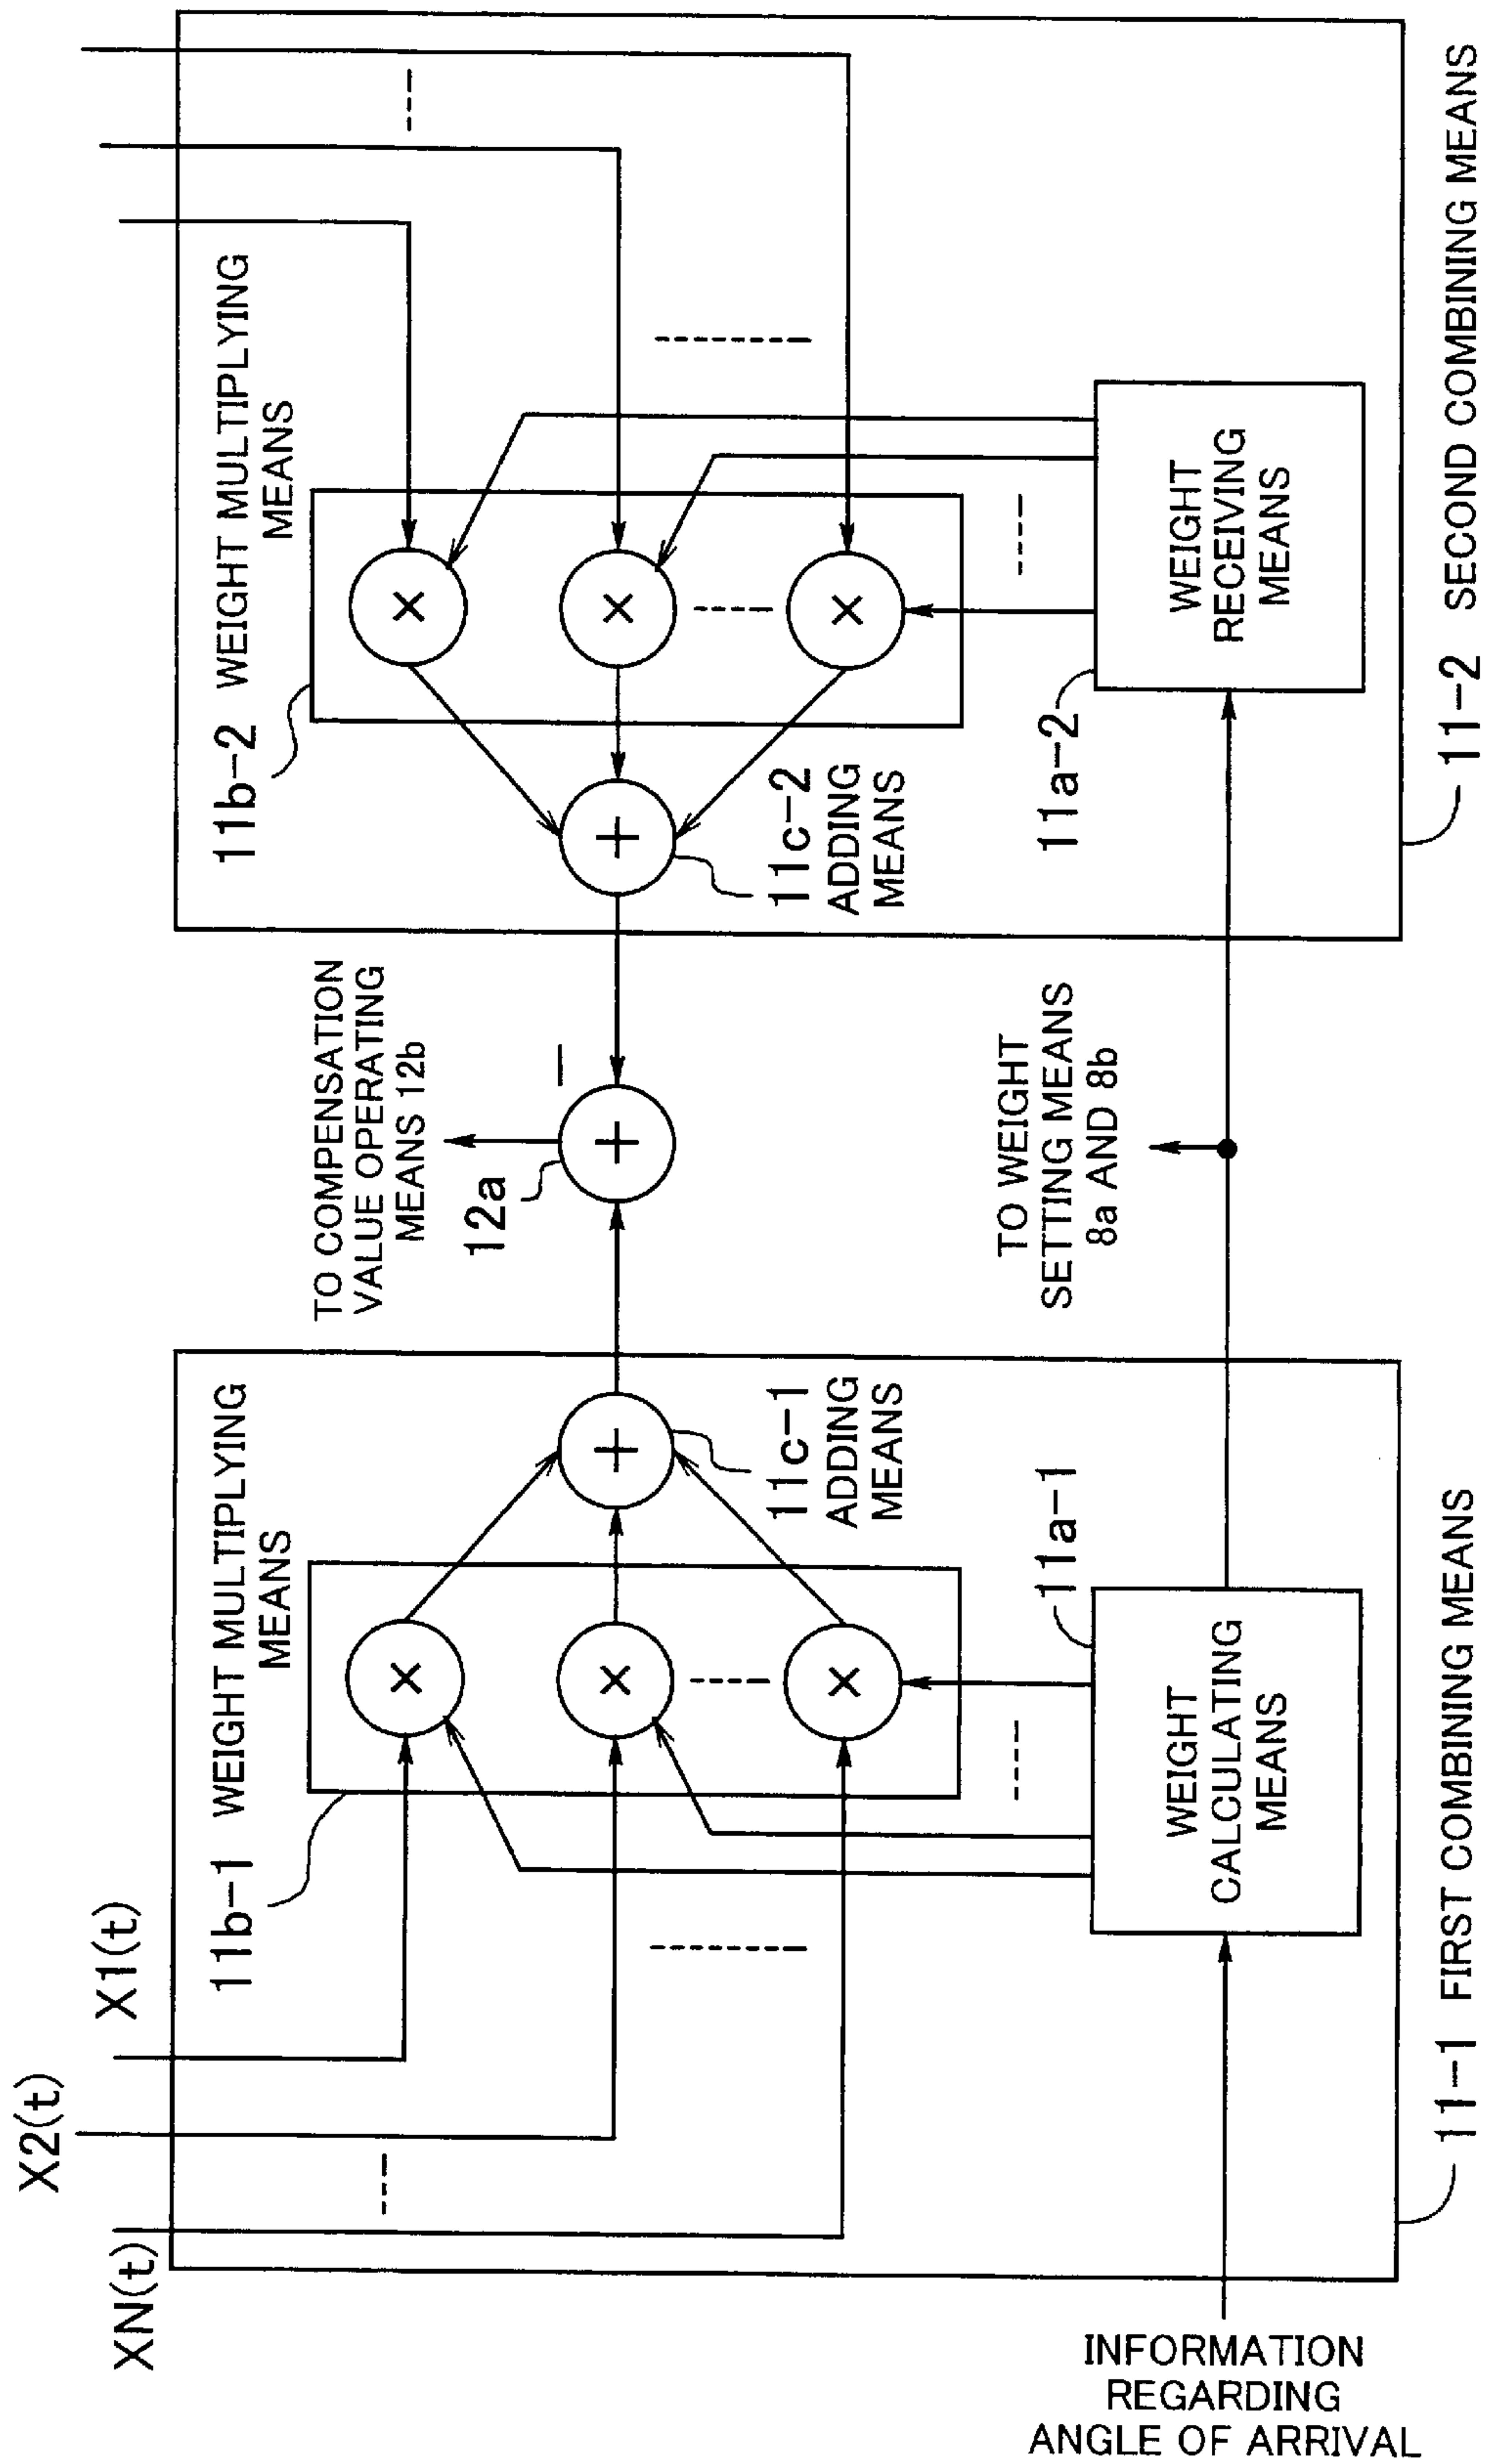 X1(t)
X2(t)
XN(t)
11b-1 WEIGHT MULTIPLYING
MEANS
×
×
×
+
11c-1
ADDING
MEANS
11a-1
WEIGHT
CALCULATING
MEANS
INFORMATION
REGARDING
ANGLE OF ARRIVAL
11-1 FIRST COMBINING MEANS
TO COMPENSATION
VALUE OPERATING
MEANS 12b
12a
+
−
TO WEIGHT
SETTING MEANS
8a AND 8b
11b-2 WEIGHT MULTIPLYING
MEANS
×
×
×
+
11c-2
ADDING
MEANS
11a-2
WEIGHT
RECEIVING
MEANS
11-2 SECOND COMBINING MEANS